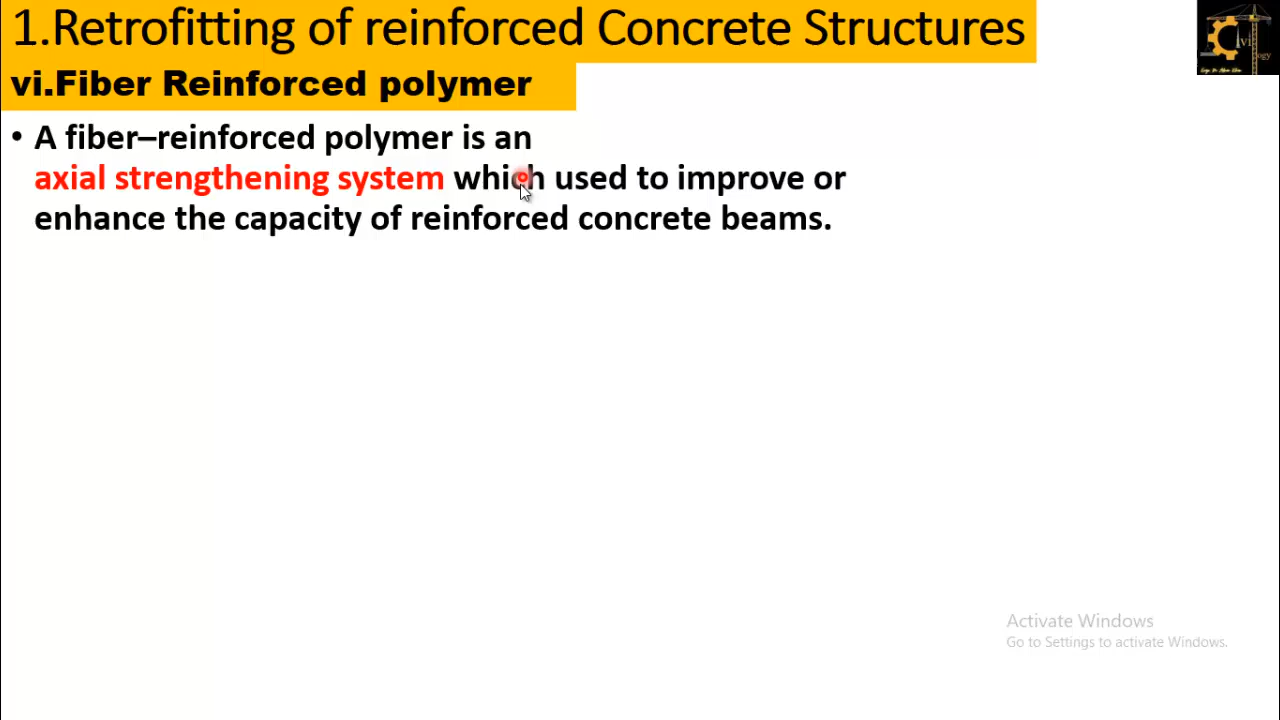 1.Retrofitting of reinforced Concrete Structures
vi.Fiber Reinforced polymer
• A fiber–reinforced polymer is an
axial strengthening system which used to improve or
enhance the capacity of reinforced concrete beams.
Activate Windows
Go to Settings to activate Windows.